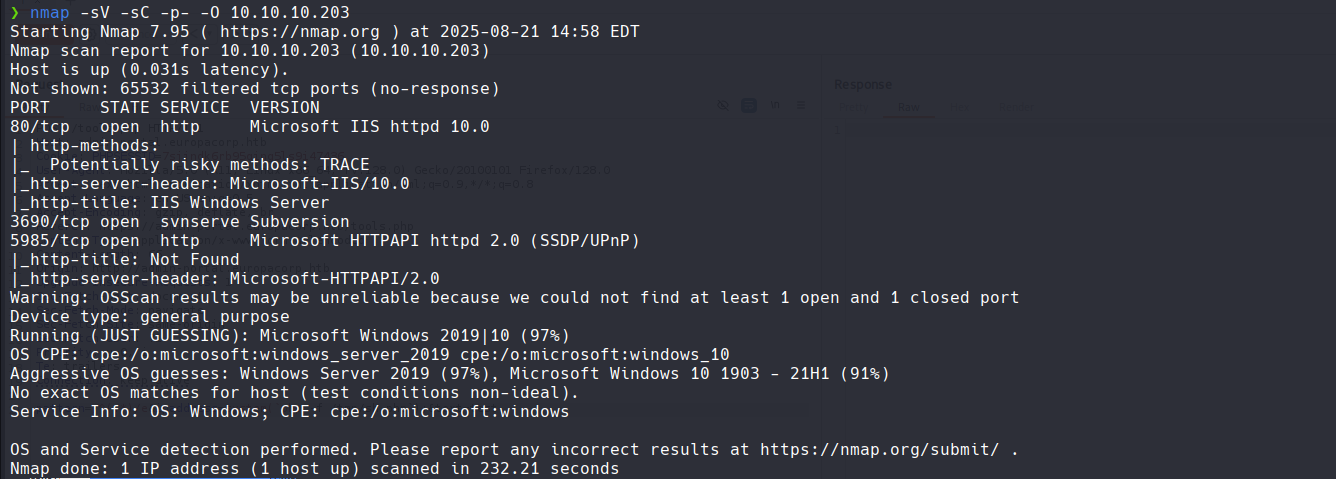 ❯ nmap -sV -sC -p- -O 10.10.10.203
Starting Nmap 7.95 ( https://nmap.org ) at 2025-08-21 14:58 EDT
Nmap scan report for 10.10.10.203 (10.10.10.203)
Host is up (0.031s latency).
Not shown: 65532 filtered tcp ports (no-response)
PORT     STATE SERVICE  VERSION
80/tcp   open  http     Microsoft IIS httpd 10.0
| http-methods:
|_  Potentially risky methods: TRACE
|_http-server-header: Microsoft-IIS/10.0
|_http-title: IIS Windows Server
3690/tcp open  svnserve Subversion
5985/tcp open  http     Microsoft HTTPAPI httpd 2.0 (SSDP/UPnP)
|_http-title: Not Found
|_http-server-header: Microsoft-HTTPAPI/2.0
Warning: OSScan results may be unreliable because we could not find at least 1 open and 1 closed port
Device type: general purpose
Running (JUST GUESSING): Microsoft Windows 2019|10 (97%)
OS CPE: cpe:/o:microsoft:windows_server_2019 cpe:/o:microsoft:windows_10
Aggressive OS guesses: Windows Server 2019 (97%), Microsoft Windows 10 1903 - 21H1 (91%)
No exact OS matches for host (test conditions non-ideal).
Service Info: OS: Windows; CPE: cpe:/o:microsoft:windows

OS and Service detection performed. Please report any incorrect results at https://nmap.org/submit/ .
Nmap done: 1 IP address (1 host up) scanned in 232.21 seconds
Response
Raw